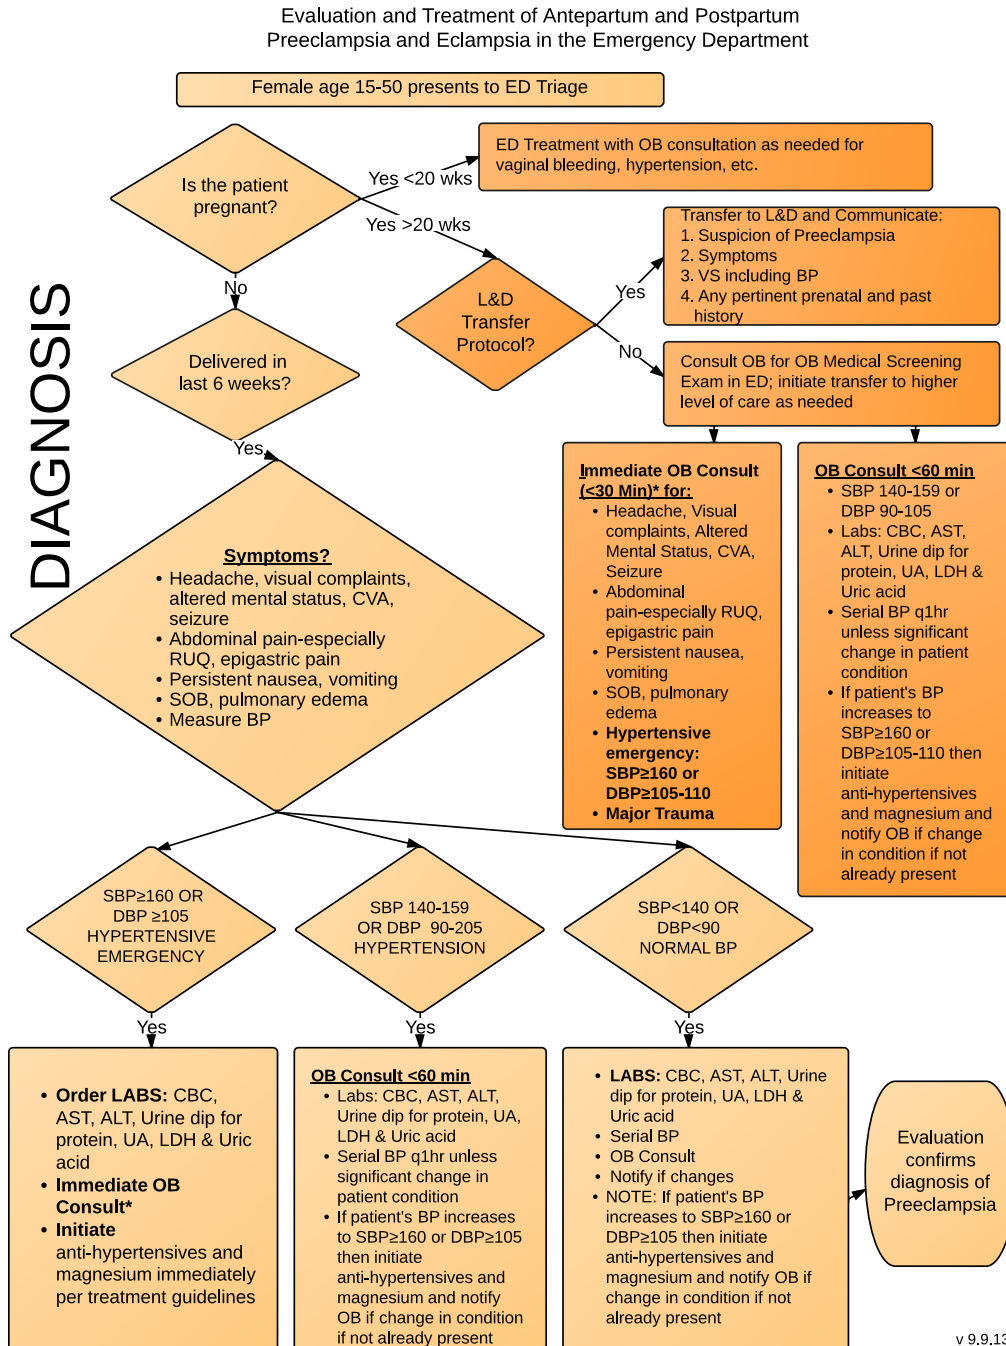 Evaluation and Treatment of Antepartum and Postpartum
Preeclampsia and Eclampsia in the Emergency Department
Female age 15-50 presents to ED Triage
Is the patient
pregnant?
Yes <20 wks
ED Treatment with OB consultation as needed for
vaginal bleeding, hypertension, etc.
Yes >20 wks
L&D
Transfer
Protocol?
Yes
Transfer to L&D and Communicate:
1. Suspicion of Preeclampsia
2. Symptoms
3. VS including BP
4. Any pertinent prenatal and past
history
No
Consult OB for OB Medical Screening
Exam in ED; initiate transfer to higher
level of care as needed
No
Delivered in
last 6 weeks?
Yes
DIAGNOSIS
Symptoms?
• Headache, visual complaints,
altered mental status, CVA,
seizure
• Abdominal pain-especially
RUQ, epigastric pain
• Persistent nausea, vomiting
• SOB, pulmonary edema
• Measure BP
Immediate OB Consult
(<30 Min)* for:
• Headache, Visual
complaints, Altered
Mental Status, CVA,
Seizure
• Abdominal
pain-especially RUQ,
epigastric pain
• Persistent nausea,
vomiting
• SOB, pulmonary
edema
• Hypertensive
emergency:
SBP≥160 or
DBP≥105-110
• Major Trauma
OB Consult <60 min
• SBP 140-159 or
DBP 90-105
• Labs: CBC, AST,
ALT, Urine dip for
protein, UA, LDH &
Uric acid
• Serial BP q1hr
unless significant
change in patient
condition
• If patient's BP
increases to
SBP≥160 or
DBP≥105-110 then
initiate
anti-hypertensives
and magnesium and
notify OB if change
in condition if not
already present
SBP≥160 OR
DBP ≥105
HYPERTENSIVE
EMERGENCY
SBP 140-159
OR DBP 90-205
HYPERTENSION
SBP<140 OR
DBP<90
NORMAL BP
Yes
Yes
Yes
• Order LABS: CBC,
AST, ALT, Urine dip for
protein, UA, LDH & Uric
acid
• Immediate OB
Consult*
• Initiate
anti-hypertensives and
magnesium immediately
per treatment guidelines
OB Consult <60 min
• Labs: CBC, AST, ALT,
Urine dip for protein, UA,
LDH & Uric acid
• Serial BP q1hr unless
significant change in
patient condition
• If patient's BP increases
to SBP≥160 or DBP≥105
then initiate
anti-hypertensives and
magnesium and notify
OB if change in condition
if not already present
• LABS: CBC, AST, ALT, Urine
dip for protein, UA, LDH &
Uric acid
• Serial BP
• OB Consult
• Notify if changes
• NOTE: If patient's BP
increases to SBP≥160 or
DBP≥105 then initiate
anti-hypertensives and
magnesium and notify OB if
change in condition if not
already present
Evaluation
confirms
diagnosis of
Preeclampsia
v 9.9.13